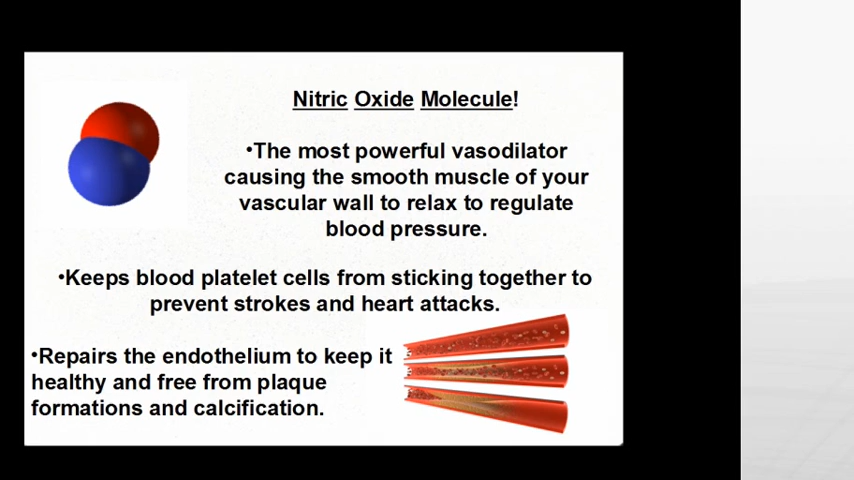 Nitric Oxide Molecule!
•The most powerful vasodilator
causing the smooth muscle of your
vascular wall to relax to regulate
blood pressure.
•Keeps blood platelet cells from sticking together to
prevent strokes and heart attacks.
•Repairs the endothelium to keep it
healthy and free from plaque
formations and calcification.